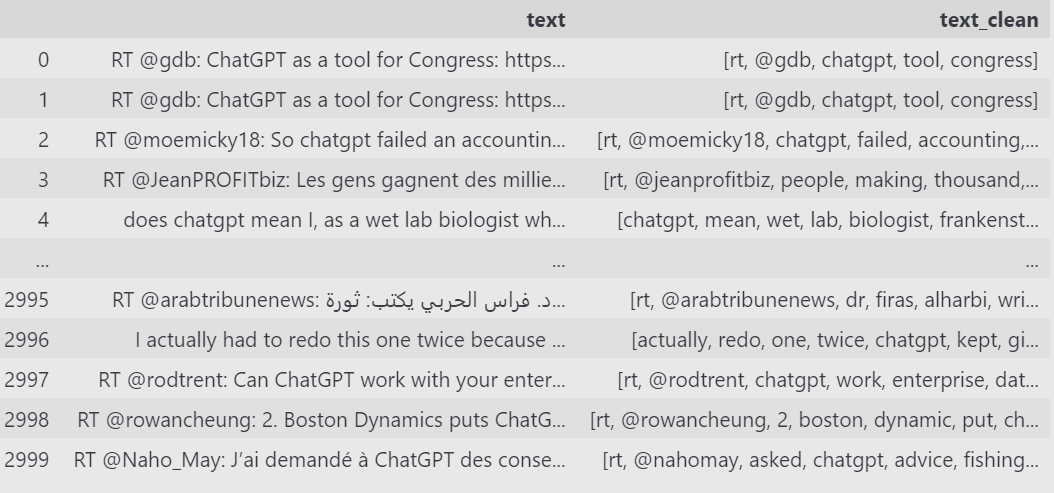 text text_clean
0 RT @gdb: ChatGPT as a tool for Congress: https... [rt, @gdb, chatgpt, tool, congress]
1 RT @gdb: ChatGPT as a tool for Congress: https... [rt, @gdb, chatgpt, tool, congress]
2 RT @moemicky18: So chatgpt failed an accountin... [rt, @moemicky18, chatgpt, failed, accounting,...
3 RT @JeanPROFITbiz: Les gens gagnent des millie... [rt, @jeanprofitbiz, people, making, thousand,...
4 does chatgpt mean I, as a wet lab biologist wh... [chatgpt, mean, wet, lab, biologist, frankenst...
... ... ...
2995 RT @arabtribunenews: د. فراس الحربي يكتب: ثورة... [rt, @arabtribunenews, dr, firas, alharbi, wri...
2996 I actually had to redo this one twice because ... [actually, redo, one, twice, chatgpt, kept, gi...
2997 RT @rodtrent: Can ChatGPT work with your enter... [rt, @rodtrent, chatgpt, work, enterprise, dat...
2998 RT @rowancheung: 2. Boston Dynamics puts ChatG... [rt, @rowancheung, 2, boston, dynamic, put, ch...
2999 RT @Naho_May: J’ai demandé à ChatGPT des conse... [rt, @nahomay, asked, chatgpt, advice, fishing...